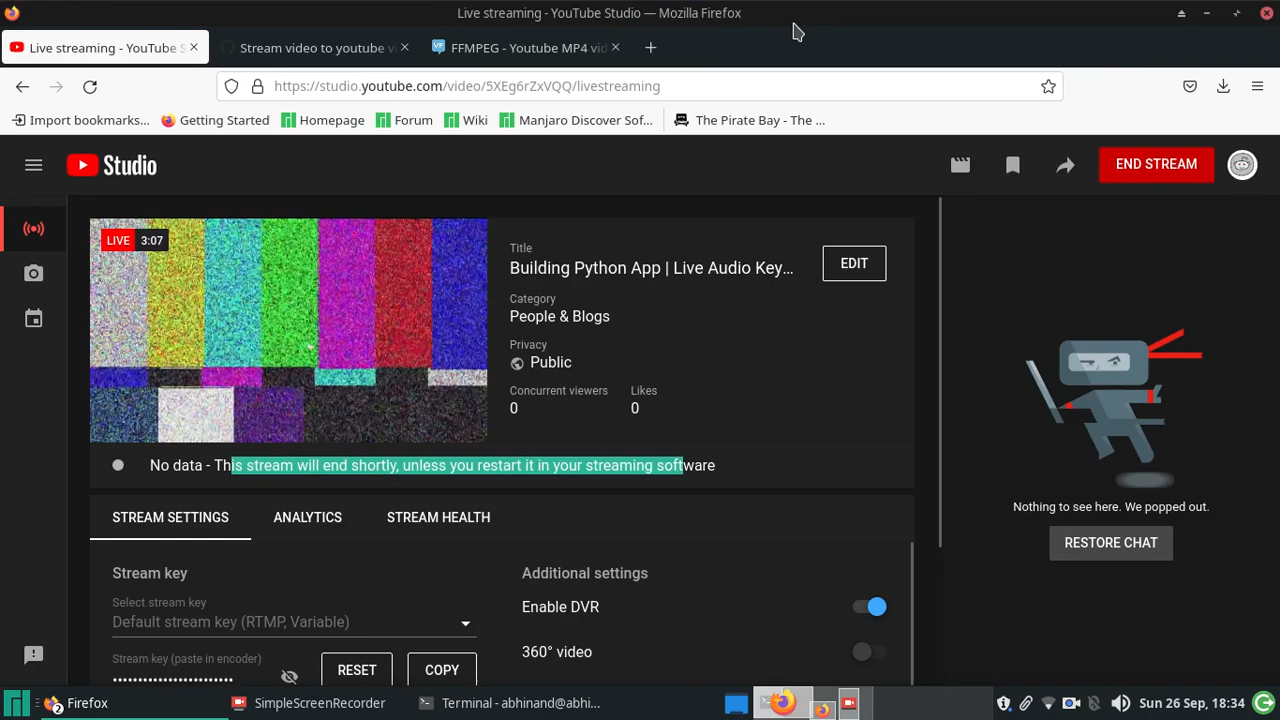 Live streaming - YouTube Studio — Mozilla Firefox
Live streaming - YouTube S
Stream video to youtube v
FFMPEG - Youtube MP4 vid
https://studio.youtube.com/video/5XEg6rZxVQQ/livestreaming
Import bookmarks...
Getting Started
Homepage
Forum
Wiki
Manjaro Discover Sof...
The Pirate Bay - The ...
Studio
END STREAM
LIVE 3:07
Title
Building Python App | Live Audio Key...
EDIT
Category
People & Blogs
Privacy
Public
Concurrent viewers
Likes
0
0
No data - This stream will end shortly, unless you restart it in your streaming software
Nothing to see here. We popped out.
RESTORE CHAT
STREAM SETTINGS
ANALYTICS
STREAM HEALTH
Stream key
Select stream key
Default stream key (RTMP, Variable)
Stream key (paste in encoder)
························
RESET
COPY
Additional settings
Enable DVR
360° video
2
Firefox
SimpleScreenRecorder
Terminal - abhinand@abhi...
Sun 26 Sep, 18:34